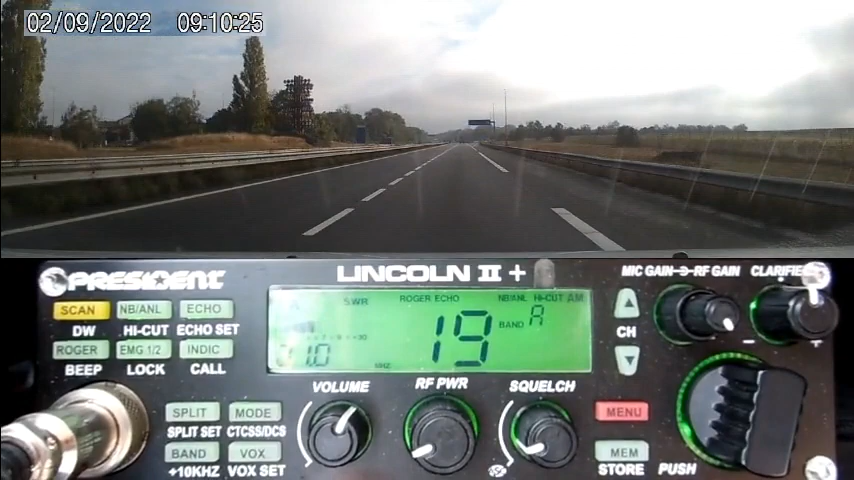 02/09/2022 09:10:25
PRESIDENT
LINCOLN II +
MIC GAIN RF GAIN CLARIFIE
SCAN NB/ANL ECHO
DW HI-CUT ECHO SET
ROGER EMG 1/2 INDIC
BEEP LOCK CALL
SWR ROGER ECHO NB/ANL HI-CUT AM
19 BAND A
1.0
CH
VOLUME RF PWR SQUELCH
SPLIT MODE
SPLIT SET CTCSS/DCS
BAND VOX
+10KHZ VOX SET
MENU
MEM
STORE PUSH
- +